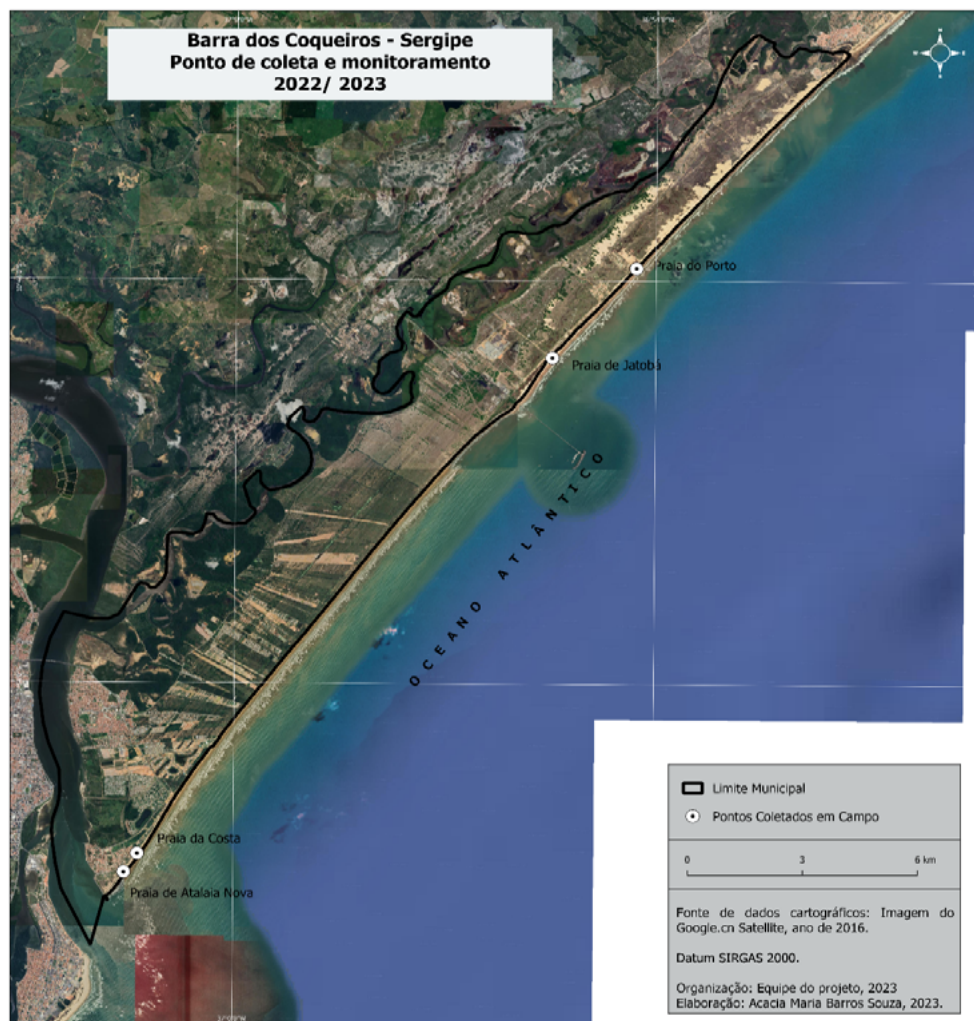 Barra dos Coqueiros - Sergipe
Ponto de coleta e monitoramento
2022/ 2023
Praia do Porto
Praia de Jatobá
OCEANO ATLÂNTICO
Praia da Costa
Praia de Atalaia Nova
Limite Municipal
Pontos Coletados em Campo
0 3 6 km
Fonte de dados cartográficos: Imagem do
Google.cn Satellite, ano de 2016.
Datum SIRGAS 2000.
Organização: Equipe do projeto, 2023
Elaboração: Acacia Maria Barros Souza, 2023.